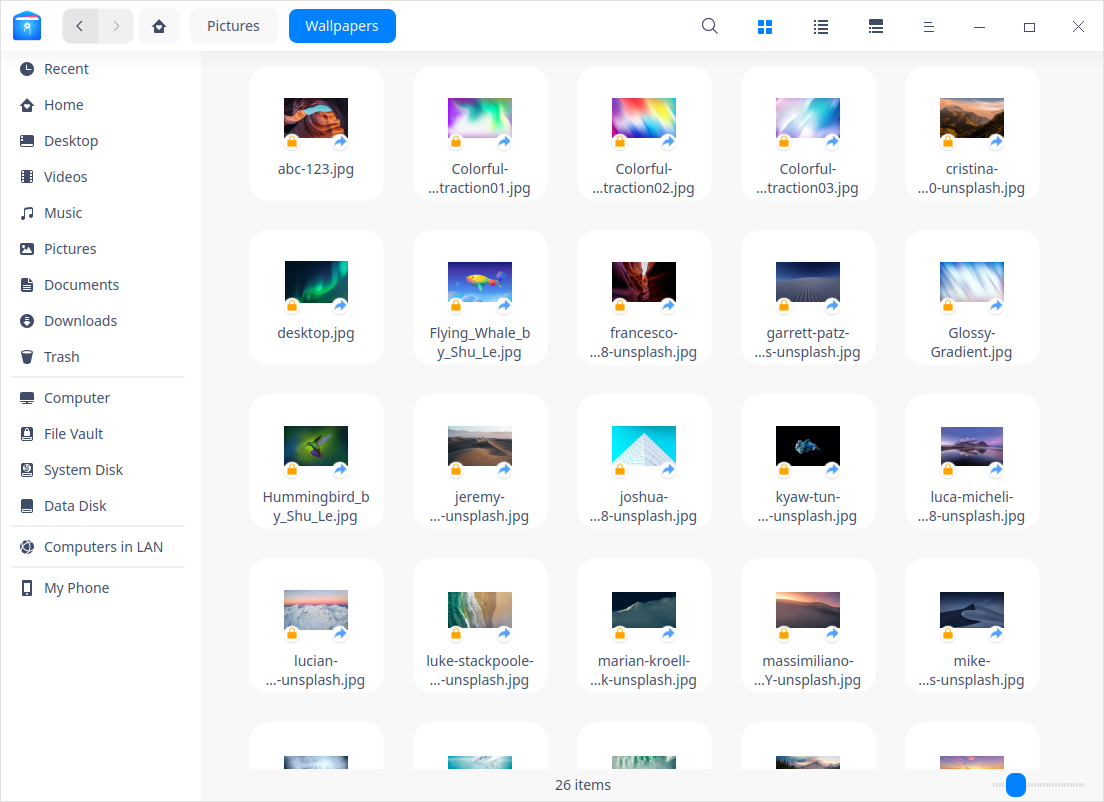 Pictures
Wallpapers
Recent
Home
Desktop
Videos
Music
Pictures
Documents
Downloads
Trash
Computer
File Vault
System Disk
Data Disk
Computers in LAN
My Phone
abc-123.jpg
Colorful-
...traction01.jpg
Colorful-
...traction02.jpg
Colorful-
...traction03.jpg
cristina-
...0-unsplash.jpg
desktop.jpg
Flying_Whale_b
y_Shu_Le.jpg
francesco-
...8-unsplash.jpg
garrett-patz-
...s-unsplash.jpg
Glossy-
Gradient.jpg
Hummingbird_b
y_Shu_Le.jpg
jeremy-
...-unsplash.jpg
joshua-
...8-unsplash.jpg
kyaw-tun-
...-unsplash.jpg
luca-micheli-
...8-unsplash.jpg
lucian-
...-unsplash.jpg
luke-stackpoole-
...-unsplash.jpg
marian-kroell-
...k-unsplash.jpg
massimiliano-
...Y-unsplash.jpg
mike-
...s-unsplash.jpg
26 items